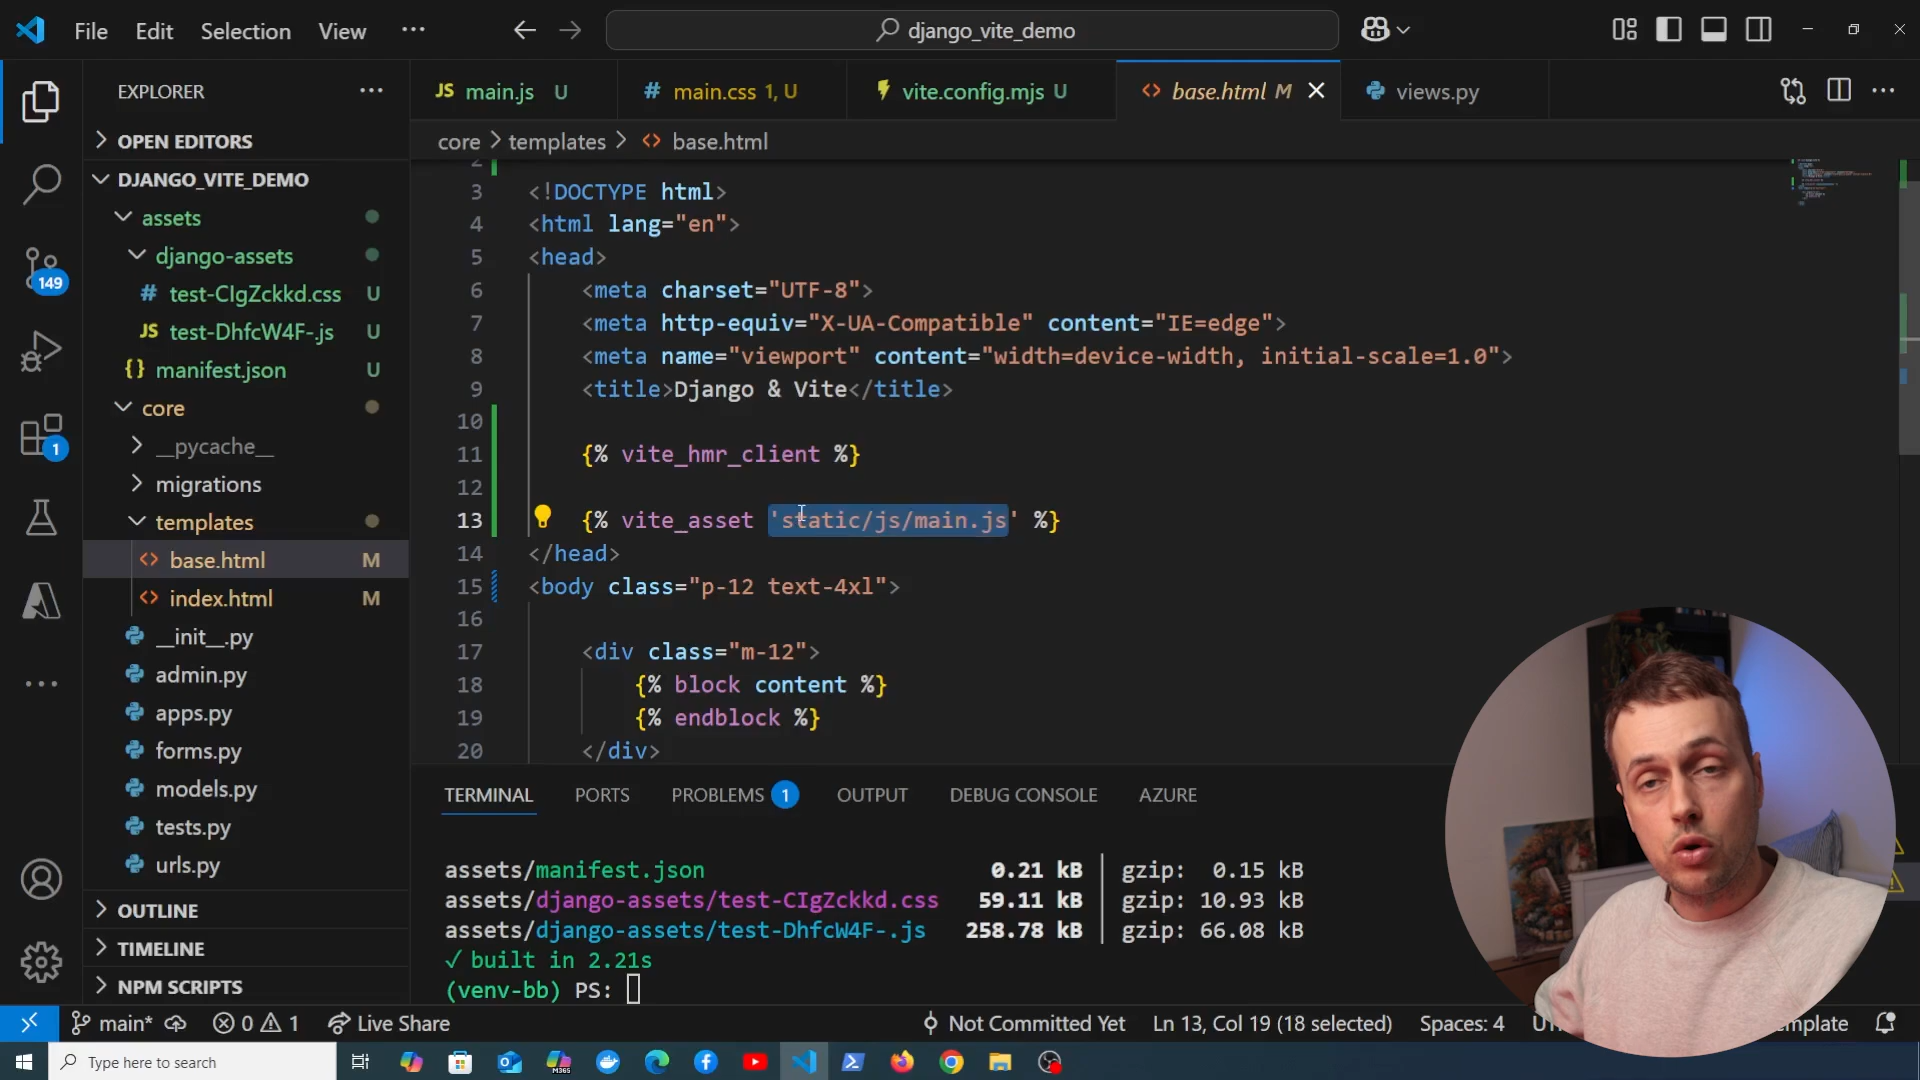 File Edit Selection View ···
django_vite_demo
EXPLORER
main.js U
main.css 1, U
vite.config.mjs U
base.html M
views.py
OPEN EDITORS
core > templates > base.html
DJANGO_VITE_DEMO
assets
django-assets
test-CIgZckkd.css U
test-DhfcW4F-.js U
manifest.json U
core
__pycache__
migrations
templates
base.html M
index.html M
__init__.py
admin.py
apps.py
forms.py
models.py
tests.py
urls.py
OUTLINE
TIMELINE
NPM SCRIPTS
149
1
2
3 <!DOCTYPE html>
4 <html lang="en">
5 <head>
6 <meta charset="UTF-8">
7 <meta http-equiv="X-UA-Compatible" content="IE=edge">
8 <meta name="viewport" content="width=device-width, initial-scale=1.0">
9 <title>Django & Vite</title>
10
11 {% vite_hmr_client %}
12
13 {% vite_asset 'static/js/main.js' %}
14 </head>
15 <body class="p-12 text-4xl">
16
17 <div class="m-12">
18 {% block content %}
19 {% endblock %}
20 </div>
TERMINAL PORTS PROBLEMS 1 OUTPUT DEBUG CONSOLE AZURE
assets/manifest.json 0.21 kB │ gzip: 0.15 kB
assets/django-assets/test-CIgZckkd.css 59.11 kB │ gzip: 10.93 kB
assets/django-assets/test-DhfcW4F-.js 258.78 kB │ gzip: 66.08 kB
✓ built in 2.21s
(venv-bb) PS:
main* 0 1 Live Share Not Committed Yet Ln 13, Col 19 (18 selected) Spaces: 4
Type here to search
M365